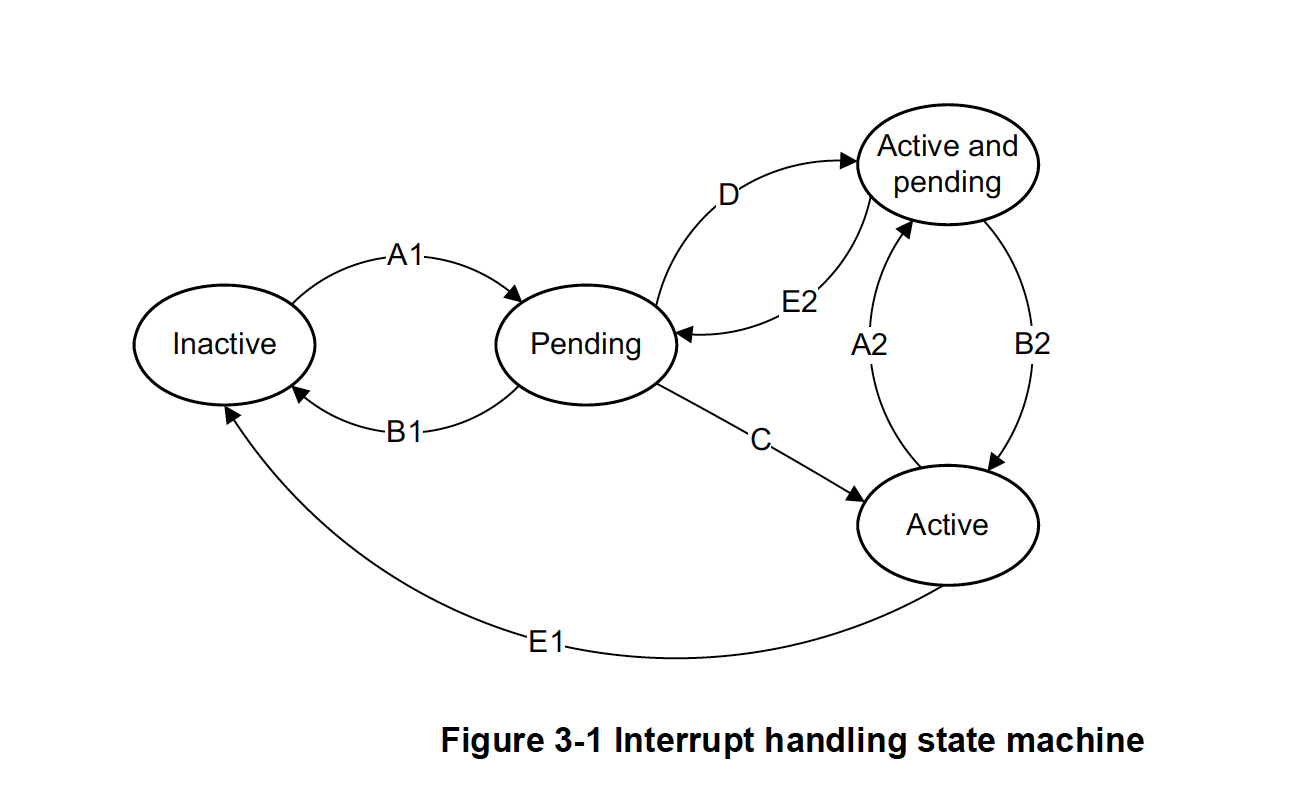 Active and
pending
D
A1
E2
Inactive
Pending
A2
B2
B1
C
Active
E1
Figure 3-1 Interrupt handling state machine